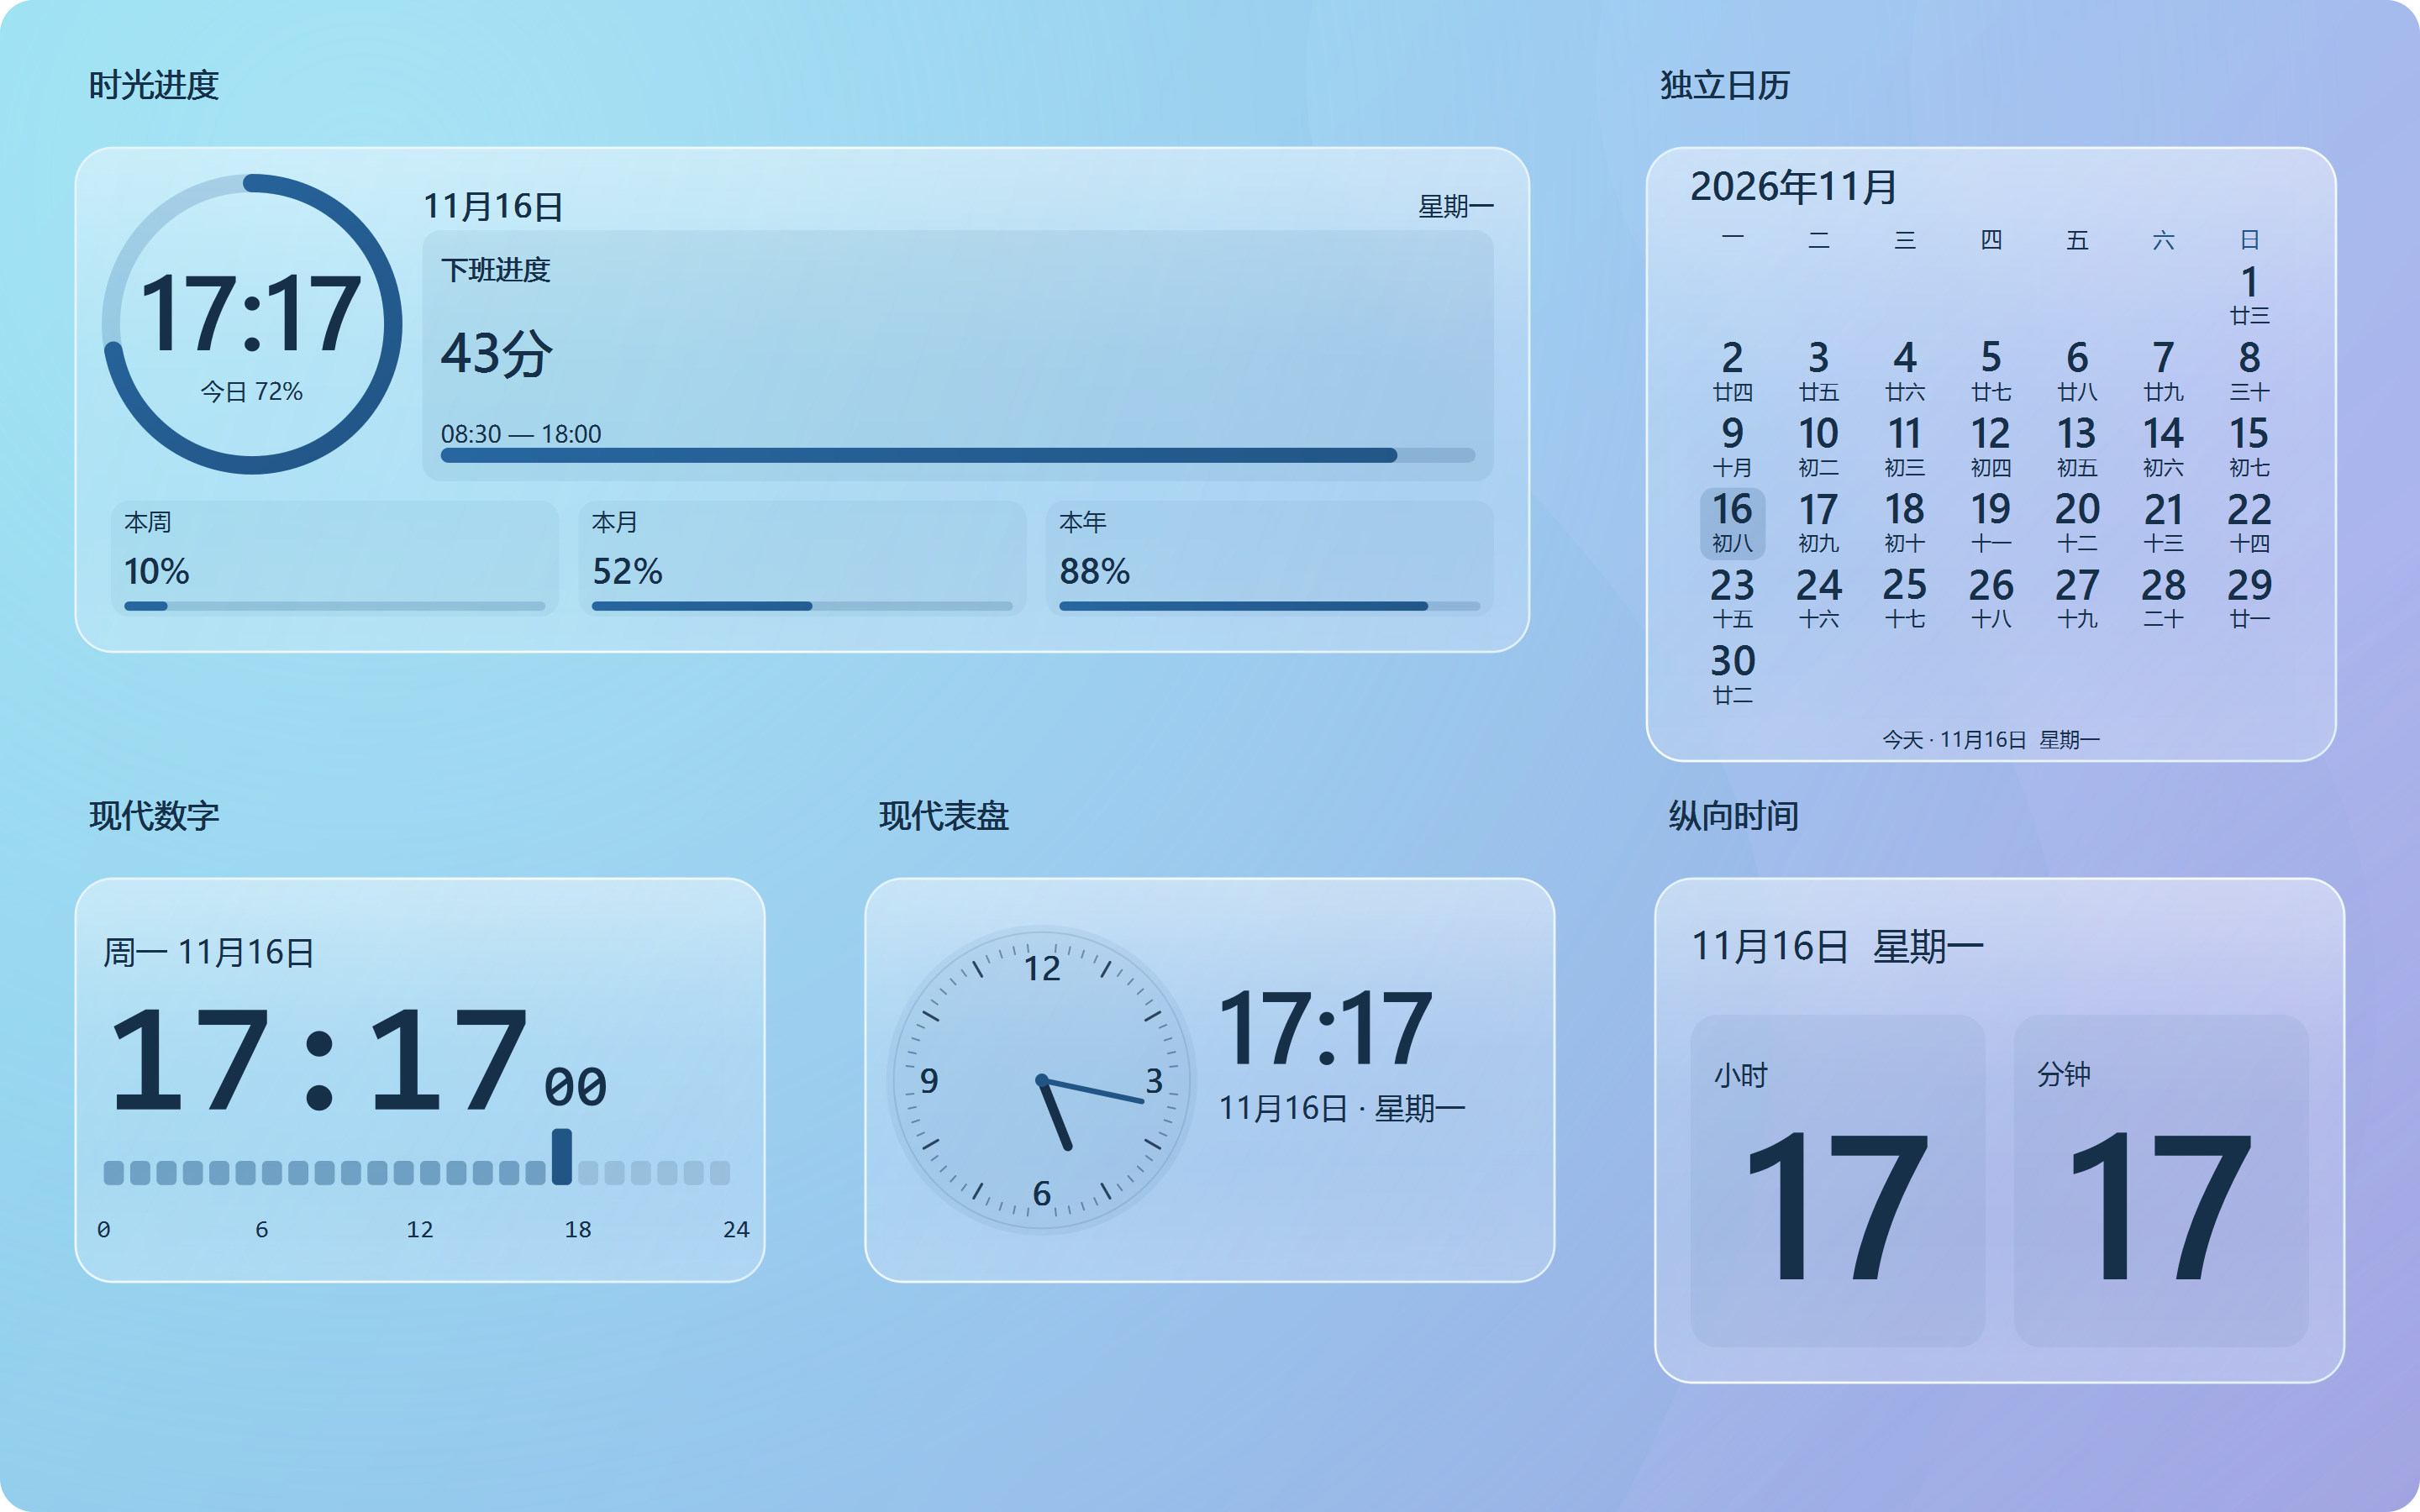 时光进度
17:17
今日 72%
11月16日
星期一
下班进度
43分
08:30 — 18:00
本周
10%
本月
52%
本年
88%
独立日历
2026年11月
一 二 三 四 五 六 日
1
廿三
2 3 4 5 6 7 8
廿四 廿五 廿六 廿七 廿八 廿九 三十
9 10 11 12 13 14 15
十月 初二 初三 初四 初五 初六 初七
16 17 18 19 20 21 22
初八 初九 初十 十一 十二 十三 十四
23 24 25 26 27 28 29
十五 十六 十七 十八 十九 二十 廿一
30
廿二
今天 · 11月16日 星期一
现代数字
周一 11月16日
17:17 00
0 6 12 18 24
现代表盘
12
9 3
6
17:17
11月16日 · 星期一
纵向时间
11月16日 星期一
小时
17
分钟
17